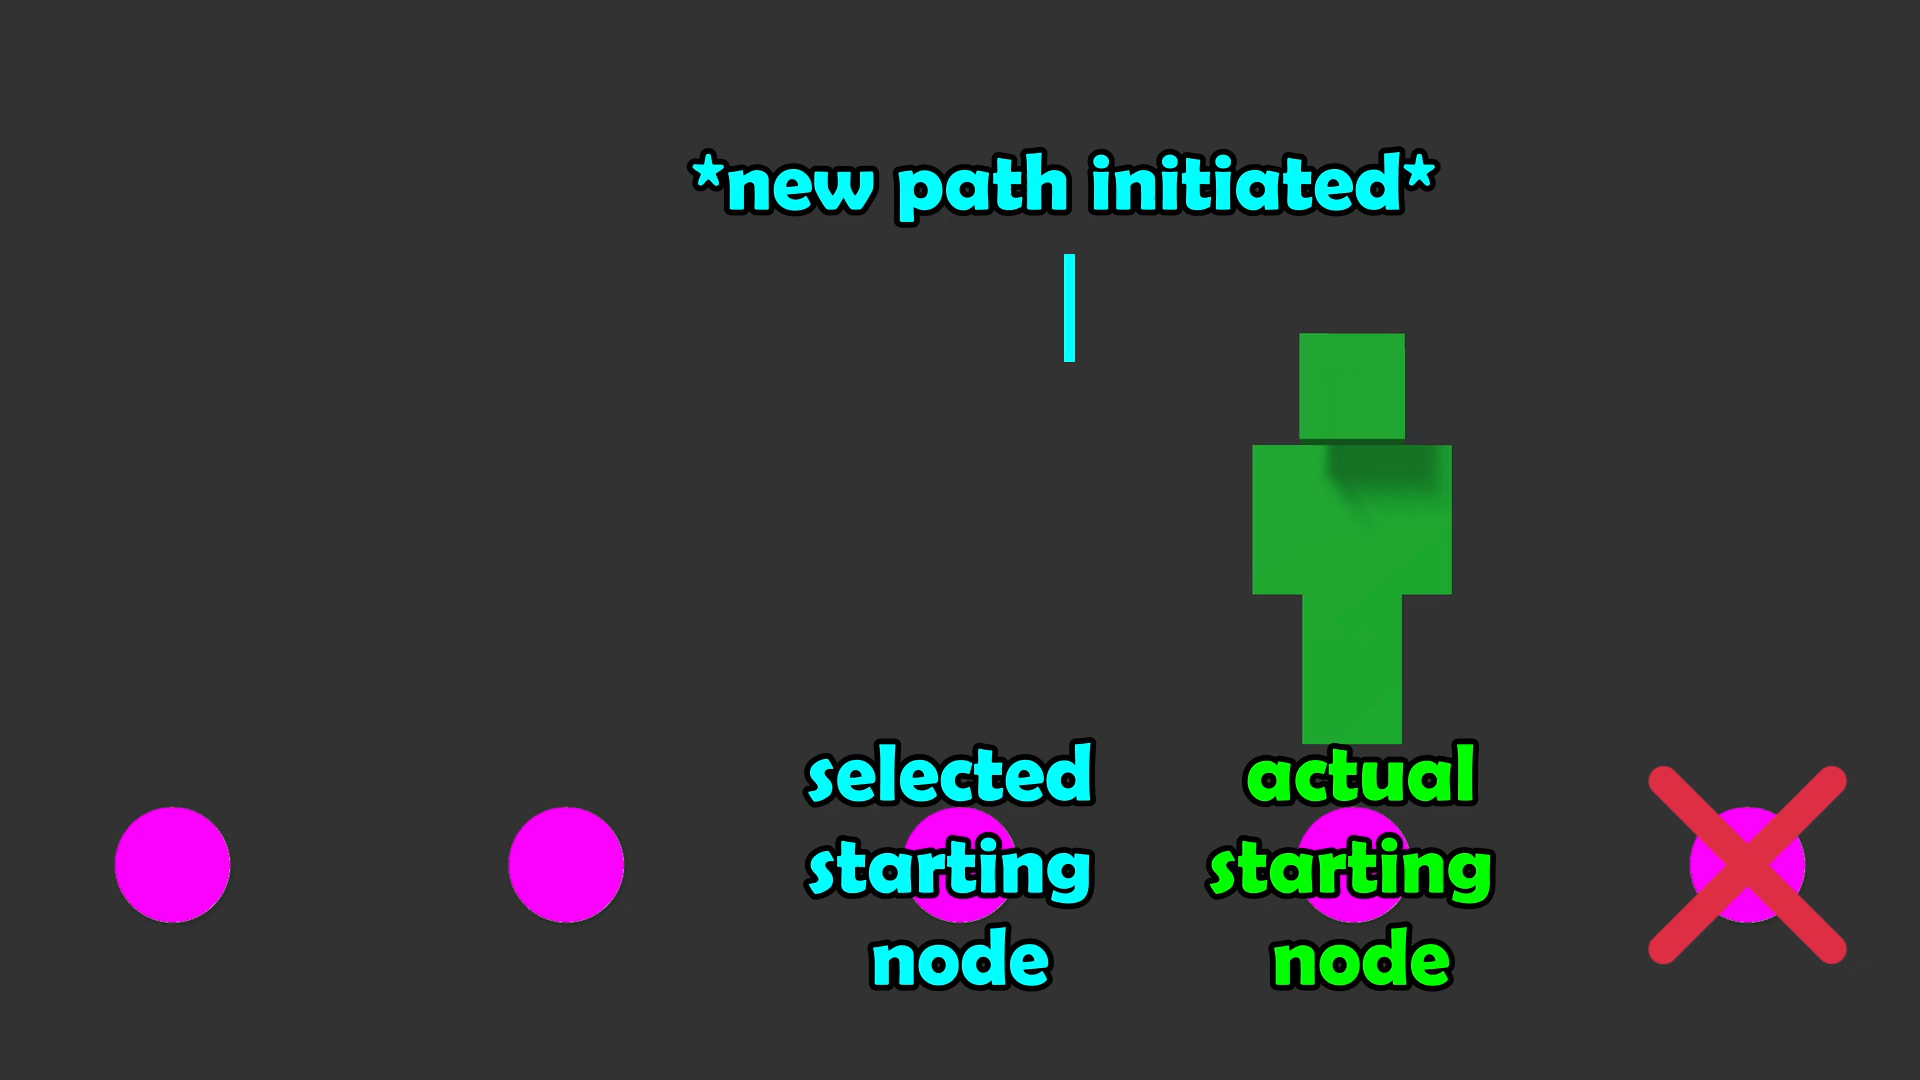 *new path initiated*
selected
starting
node
actual
starting
node